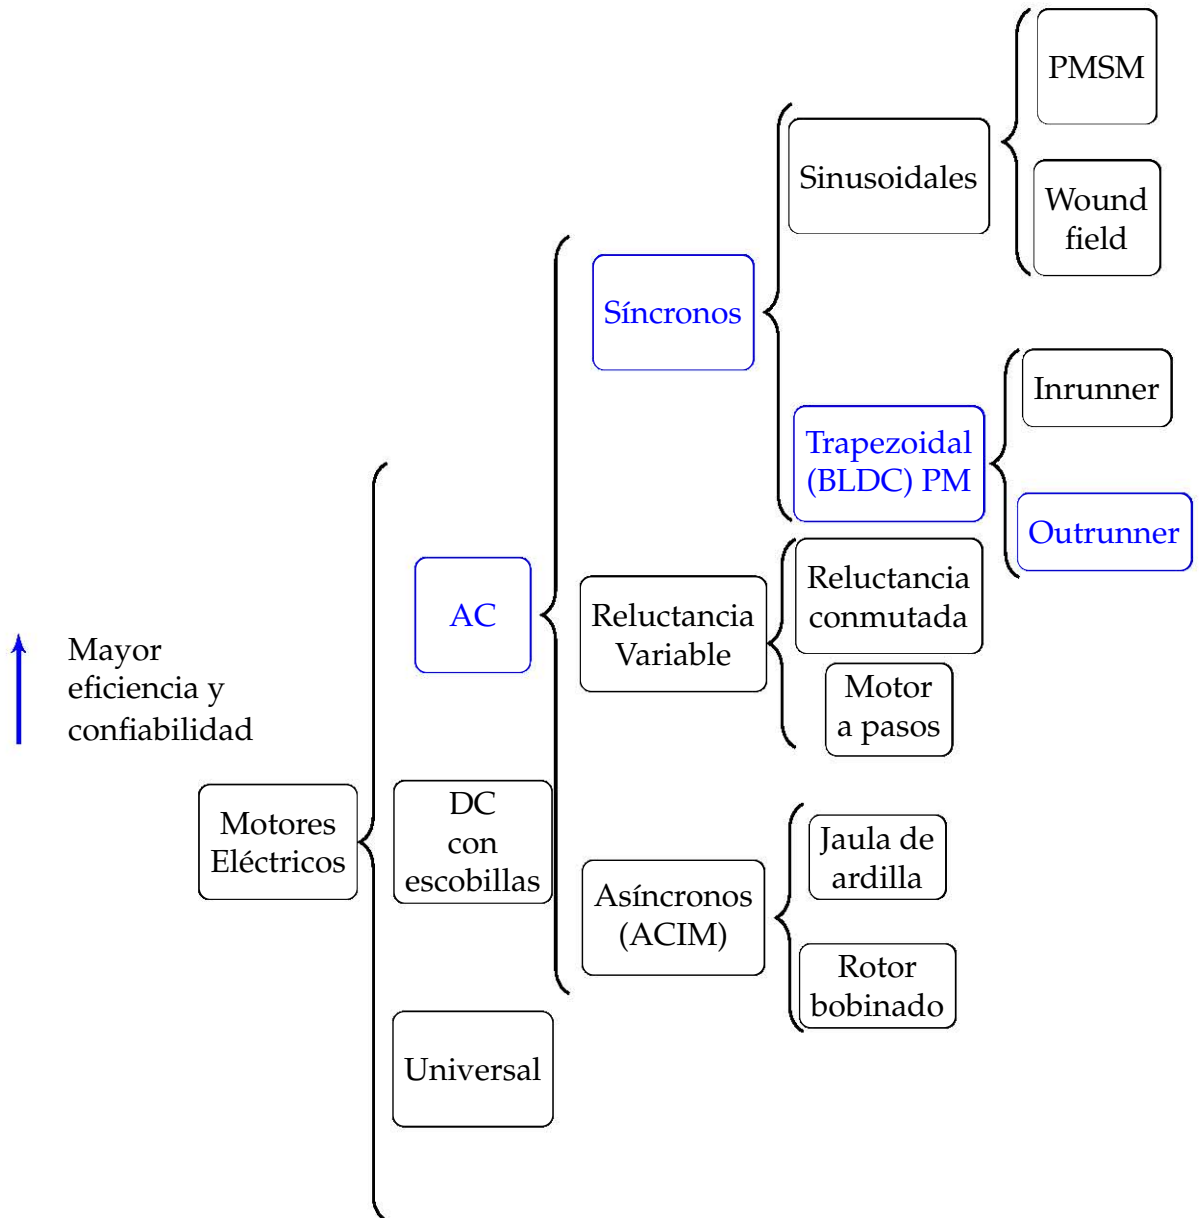 PMSM
Sinusoidales
Wound
field
Síncronos
Inrunner
Trapezoidal
(BLDC) PM
Outrunner
AC
Reluctancia
Variable
Reluctancia
conmutada
Motor
a pasos
Mayor
eficiencia y
confiabilidad
Motores
Eléctricos
DC
con
escobillas
Asíncronos
(ACIM)
Jaula de
ardilla
Rotor
bobinado
Universal